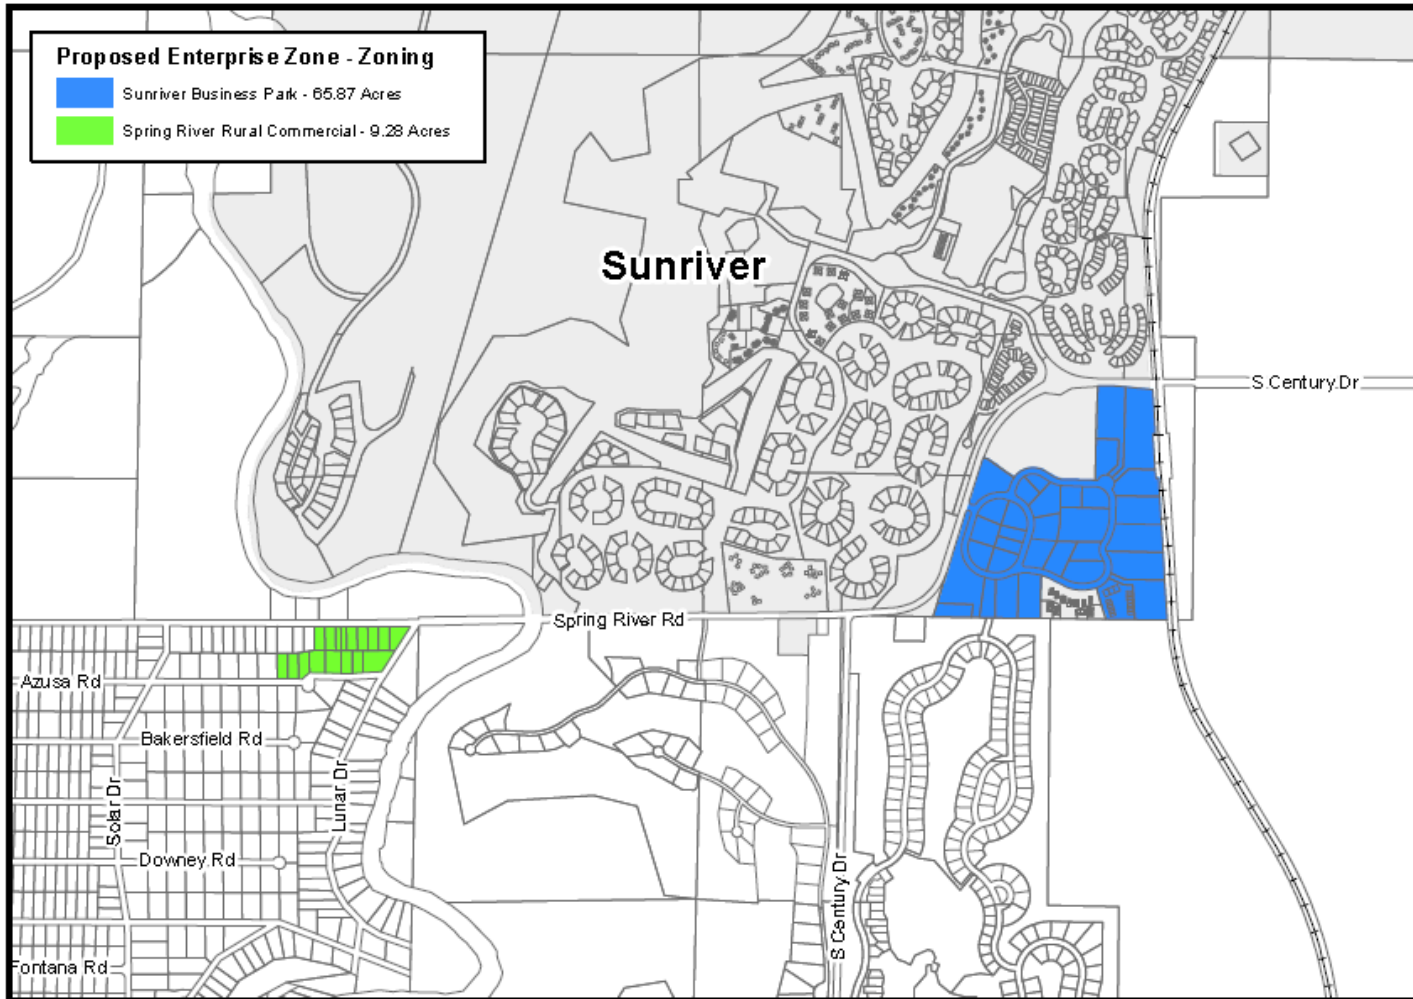 Proposed Enterprise Zone - Zoning
Sunriver Business Park - 65.87 Acres
Spring River Rural Commercial - 9.28 Acres
Sunriver
S Century Dr
Spring River Rd
Azusa Rd
Bakersfield Rd
Solar Dr
Lunar Dr
Downey Rd
S Century Dr
Fontana Rd